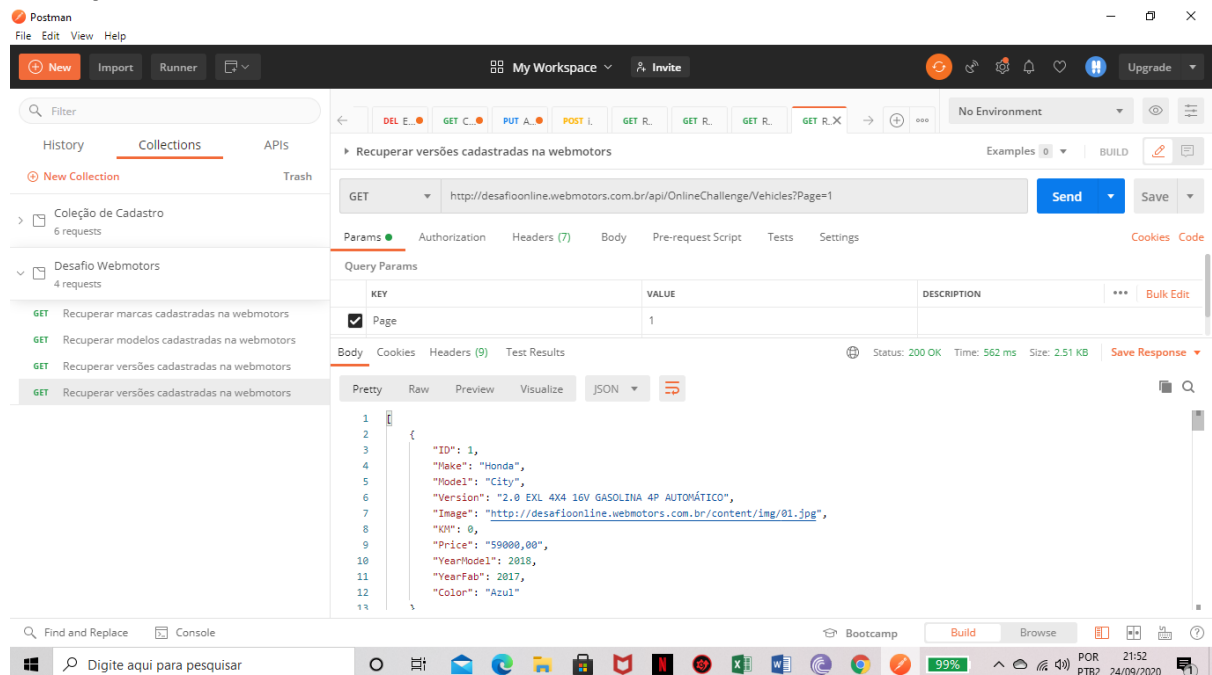 Postman
File Edit View Help
New Import Runner My Workspace Invite Upgrade
Filter
History Collections APIs
New Collection Trash
Coleção de Cadastro
6 requests
Desafio Webmotors
4 requests
GET Recuperar marcas cadastradas na webmotors
GET Recuperar modelos cadastradas na webmotors
GET Recuperar versões cadastradas na webmotors
GET Recuperar versões cadastradas na webmotors
DEL E... GET C... PUT A... POST i. GET R.. GET R.. GET R.. GET R.. No Environment
Recuperar versões cadastradas na webmotors Examples 0 BUILD
GET http://desafioonline.webmotors.com.br/api/OnlineChallenge/Vehicles?Page=1 Send Save
Params Authorization Headers (7) Body Pre-request Script Tests Settings Cookies Code
Query Params
KEY VALUE DESCRIPTION Bulk Edit
Page 1
Body Cookies Headers (9) Test Results Status: 200 OK Time: 562 ms Size: 2.51 KB Save Response
Pretty Raw Preview Visualize JSON
1 [
2 {
3 "ID": 1,
4 "Make": "Honda",
5 "Model": "City",
6 "Version": "2.0 EXL 4X4 16V GASOLINA 4P AUTOMÁTICO",
7 "Image": "http://desafioonline.webmotors.com.br/content/img/01.jpg",
8 "KM": 0,
9 "Price": "59000,00",
10 "YearModel": 2018,
11 "YearFab": 2017,
12 "Color": "Azul"
13 }
Find and Replace Console Bootcamp Build Browse
Digite aqui para pesquisar 99% POR 21:52
PTB2 24/09/2020